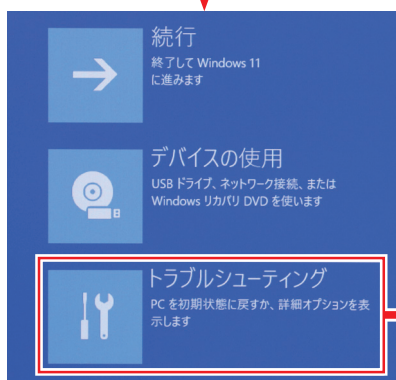 続行
終了して Windows 11
に進みます
デバイスの使用
USB ドライブ、ネットワーク接続、または
Windows リカバリ DVD を使います
トラブルシューティング
PC を初期状態に戻すか、詳細オプションを表
示します